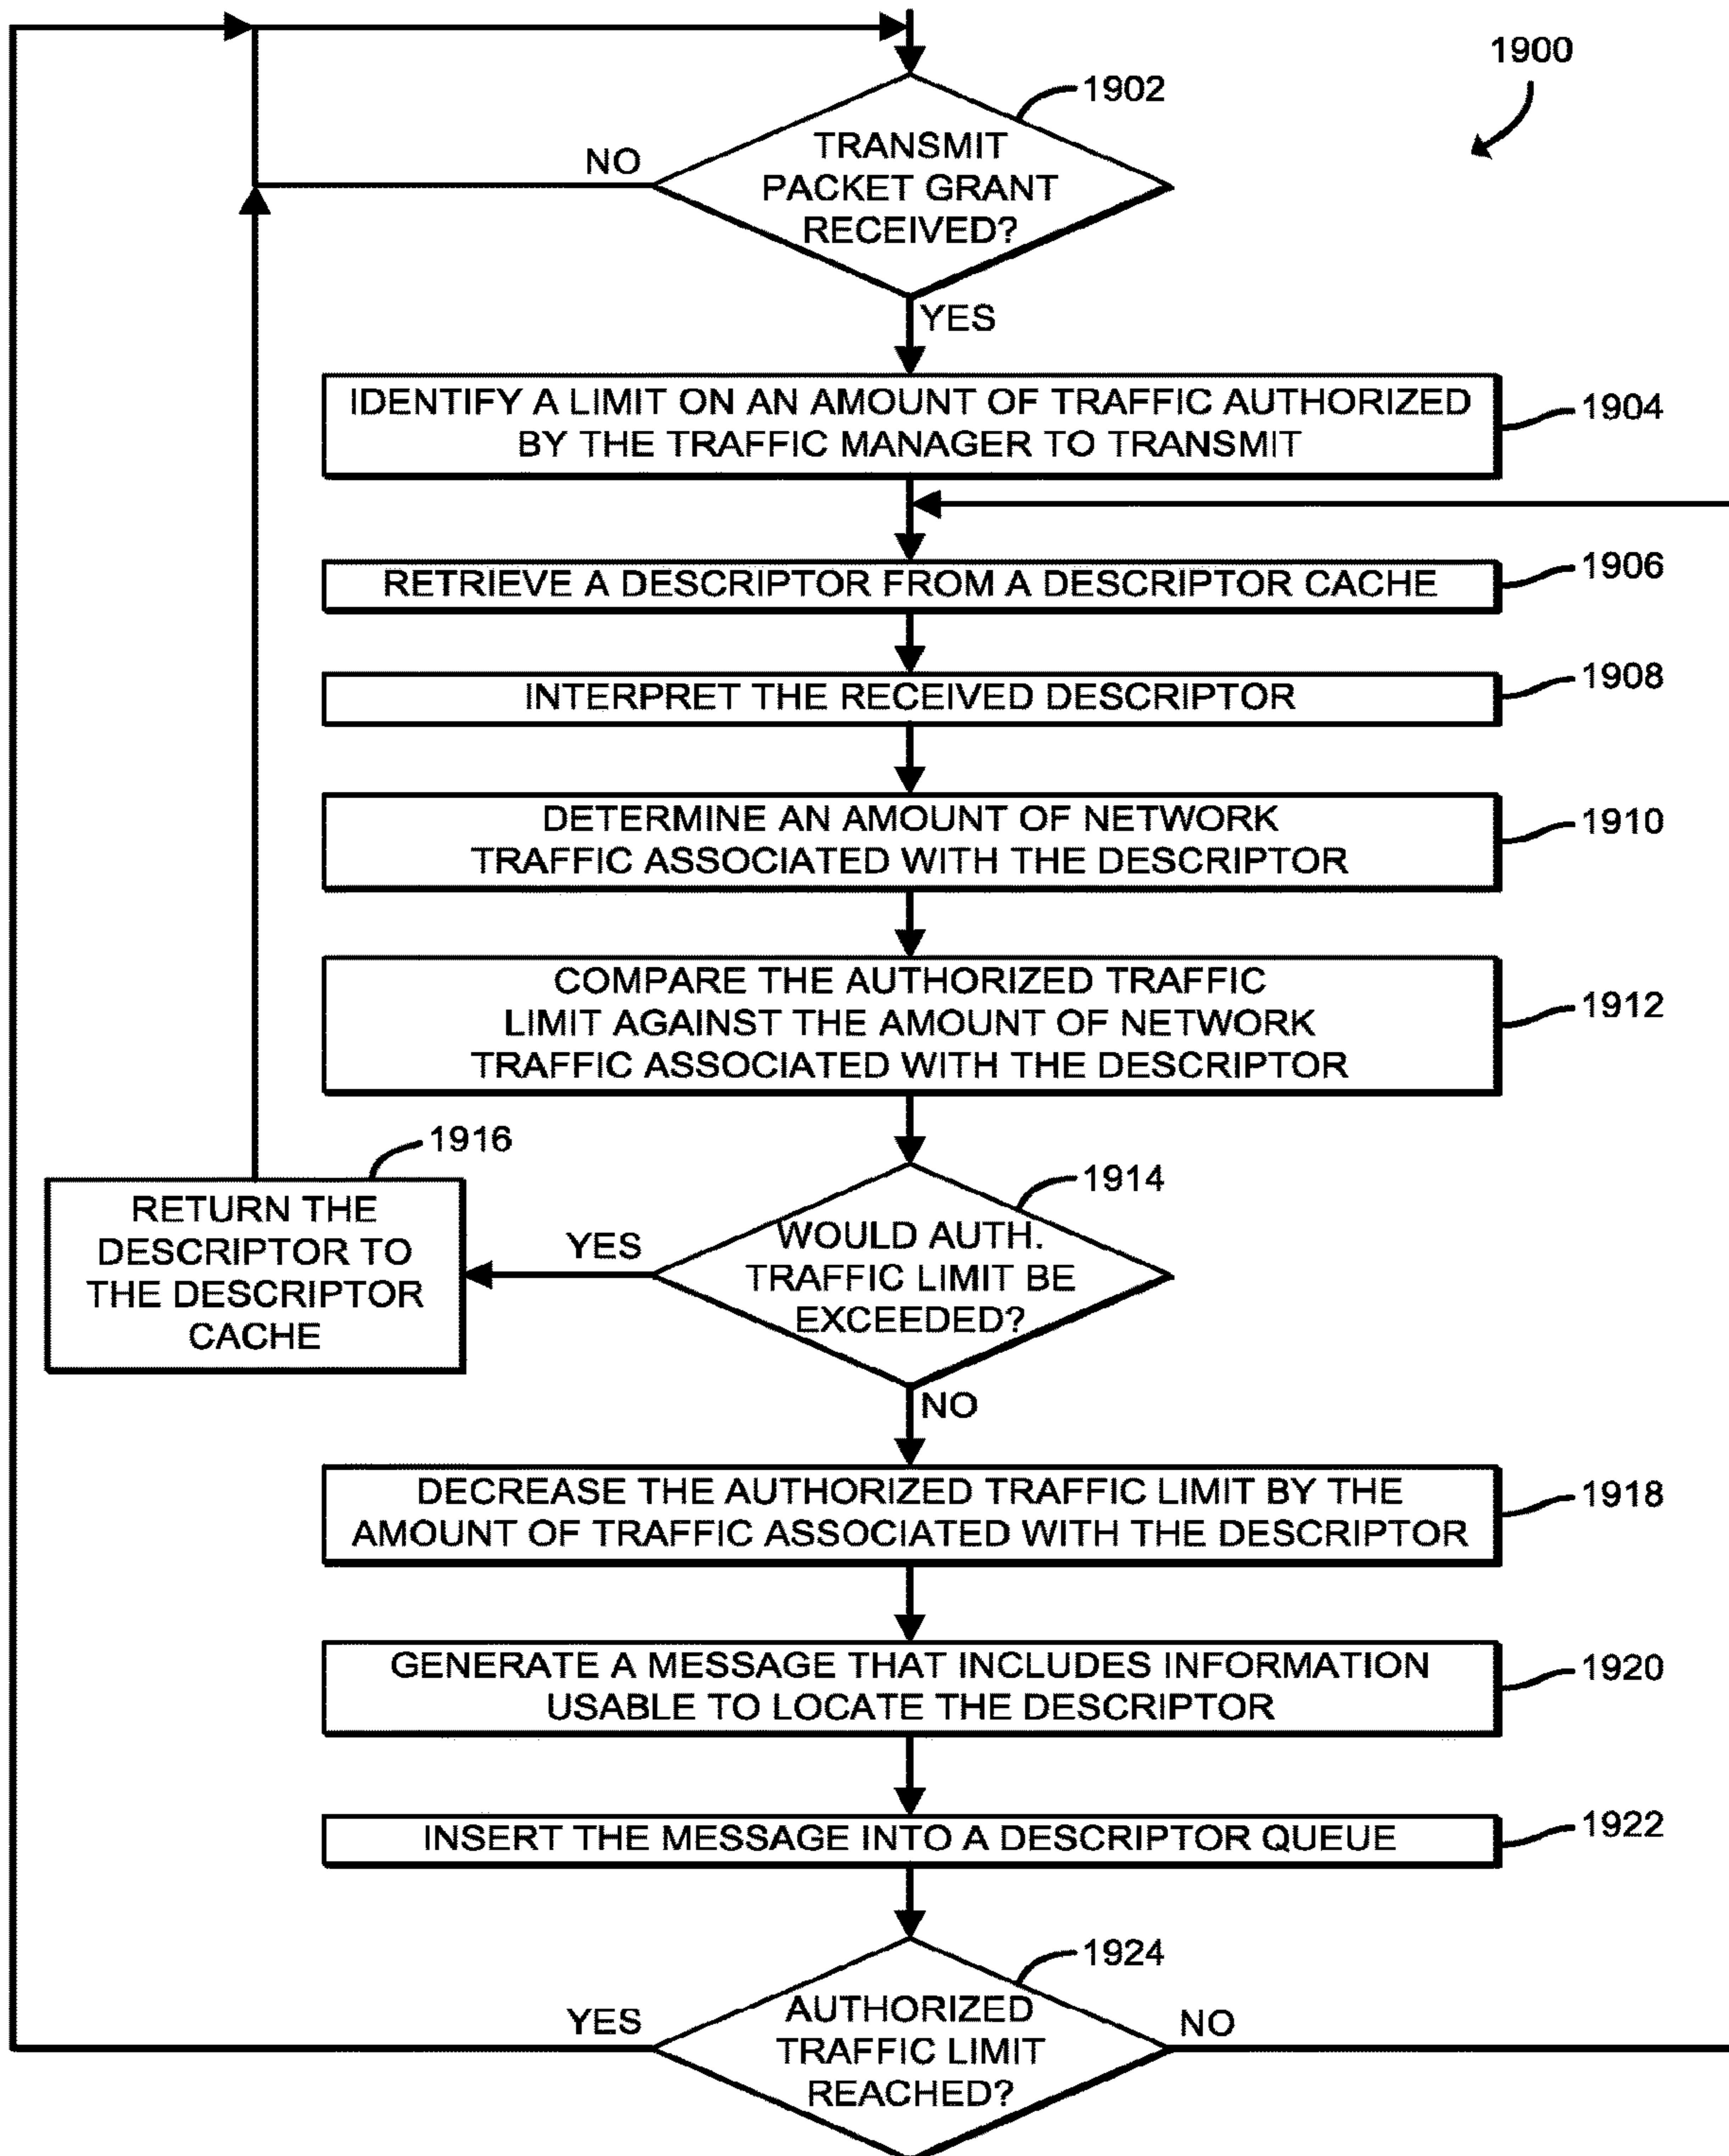 1900
1902
TRANSMIT
PACKET GRANT
RECEIVED?
NO
YES
IDENTIFY A LIMIT ON AN AMOUNT OF TRAFFIC AUTHORIZED
BY THE TRAFFIC MANAGER TO TRANSMIT
1904
RETRIEVE A DESCRIPTOR FROM A DESCRIPTOR CACHE
1906
INTERPRET THE RECEIVED DESCRIPTOR
1908
DETERMINE AN AMOUNT OF NETWORK
TRAFFIC ASSOCIATED WITH THE DESCRIPTOR
1910
COMPARE THE AUTHORIZED TRAFFIC
LIMIT AGAINST THE AMOUNT OF NETWORK
TRAFFIC ASSOCIATED WITH THE DESCRIPTOR
1912
1914
WOULD AUTH.
TRAFFIC LIMIT BE
EXCEEDED?
YES
1916
RETURN THE
DESCRIPTOR TO
THE DESCRIPTOR
CACHE
NO
DECREASE THE AUTHORIZED TRAFFIC LIMIT BY THE
AMOUNT OF TRAFFIC ASSOCIATED WITH THE DESCRIPTOR
1918
GENERATE A MESSAGE THAT INCLUDES INFORMATION
USABLE TO LOCATE THE DESCRIPTOR
1920
INSERT THE MESSAGE INTO A DESCRIPTOR QUEUE
1922
1924
AUTHORIZED
TRAFFIC LIMIT
REACHED?
YES
NO